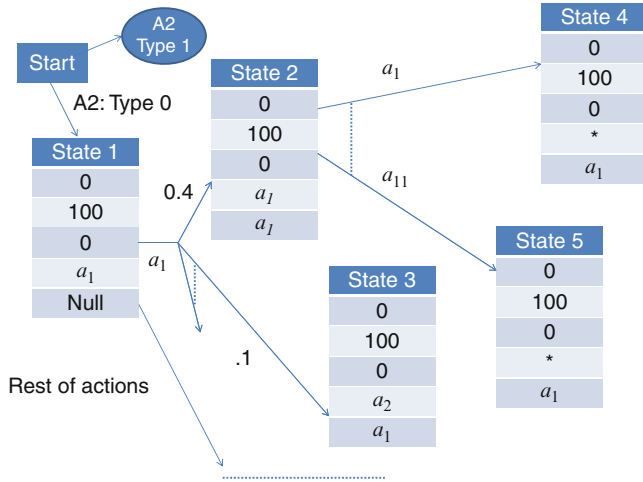 A2
Type 1
Start
A2: Type 0
State 1
0
100
0
a₁
Null
a₁
0.4
.1
Rest of actions
State 2
0
100
0
a₁
a₁
State 3
0
100
0
a₂
a₁
a₁
a₁₁
State 4
0
100
0
*
a₁
State 5
0
100
0
*
a₁